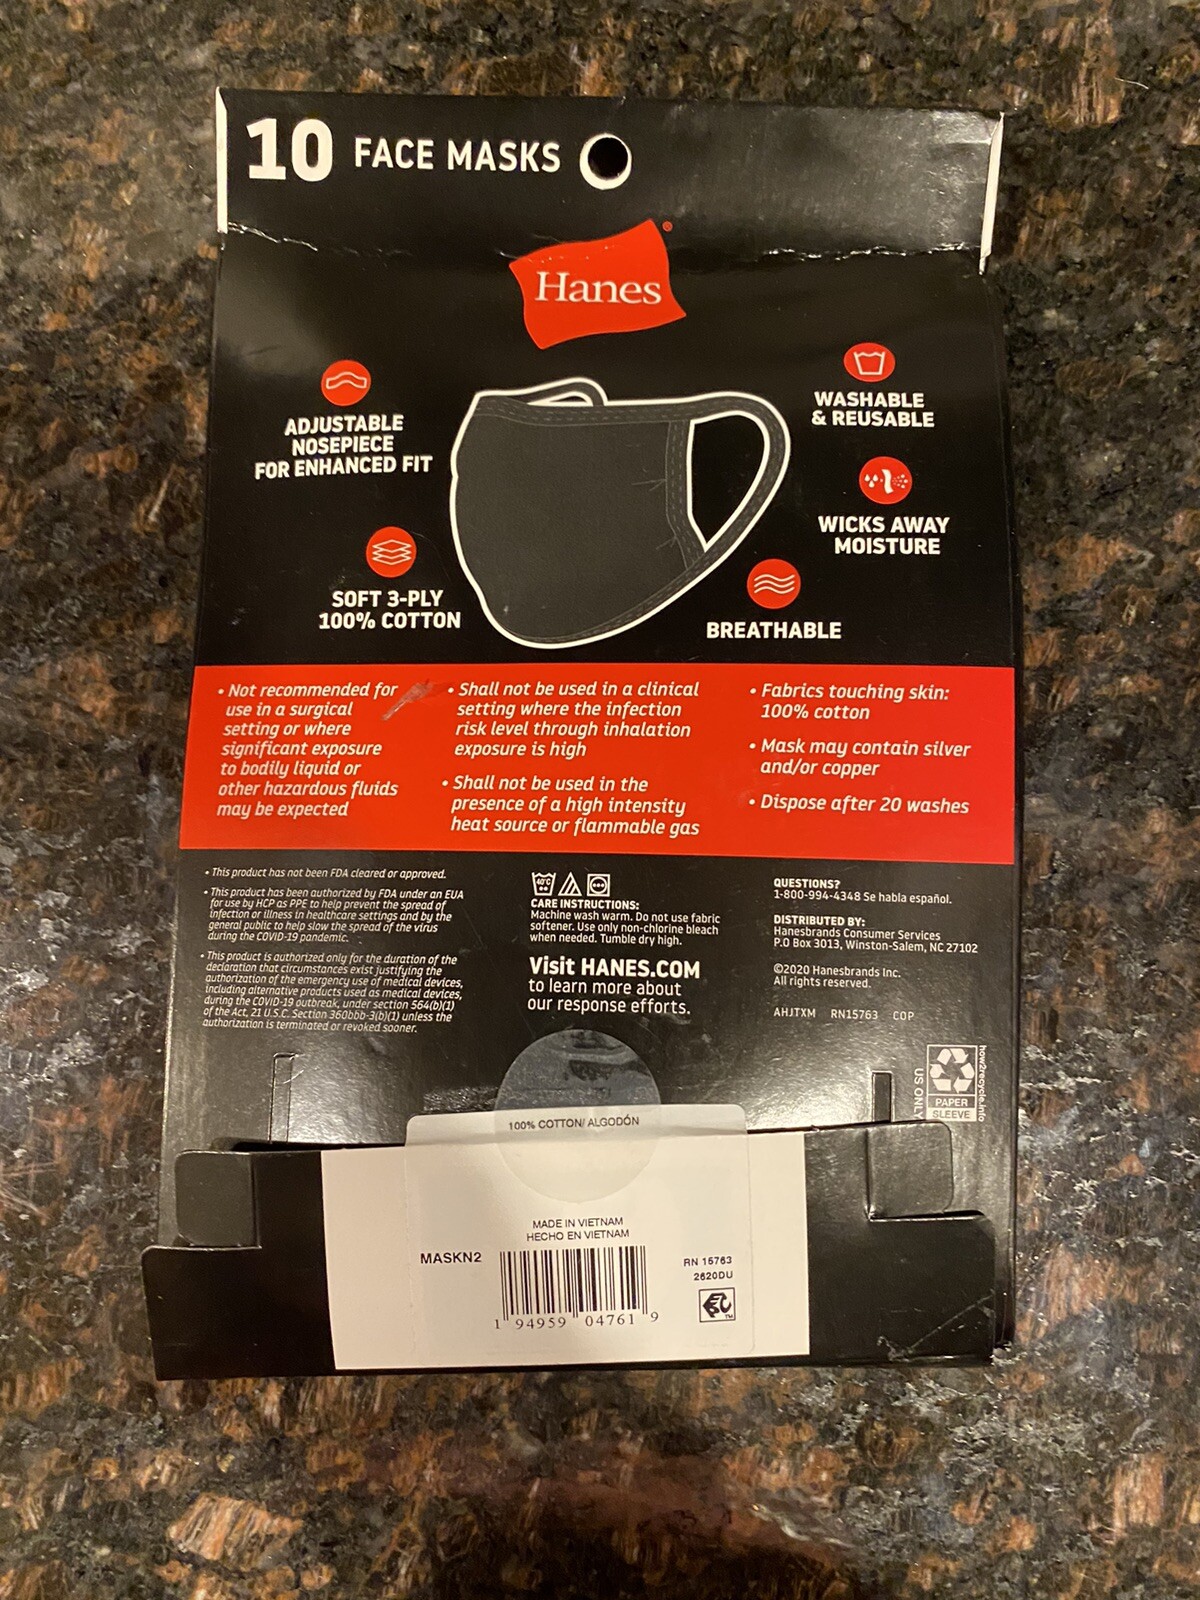 10 FACE MASKS
Hanes®
ADJUSTABLE
NOSEPIECE
FOR ENHANCED FIT
SOFT 3-PLY
100% COTTON
WASHABLE
& REUSABLE
WICKS AWAY
MOISTURE
BREATHABLE
• Not recommended for
use in a surgical
setting or where
significant exposure
to bodily liquid or
other hazardous fluids
may be expected
• Shall not be used in a clinical
setting where the infection
risk level through inhalation
exposure is high
• Shall not be used in the
presence of a high intensity
heat source or flammable gas
• Fabrics touching skin:
100% cotton
• Mask may contain silver
and/or copper
• Dispose after 20 washes
• This product has not been FDA cleared or approved.
• This product has been authorized by FDA under an EUA
for use by HCP as PPE to help prevent the spread of
infection or illness in healthcare settings and by the
general public to help slow the spread of the virus
during the COVID-19 pandemic.
• This product is authorized only for the duration of the
declaration that circumstances exist justifying the
authorization of the emergency use of medical devices,
including alternative products used as medical devices,
during the COVID-19 outbreak, under section 564(b)(1)
of the Act, 21 U.S.C. Section 360bbb-3(b)(1) unless the
authorization is terminated or revoked sooner.
40°C
CARE INSTRUCTIONS:
Machine wash warm. Do not use fabric
softener. Use only non-chlorine bleach
when needed. Tumble dry high.
Visit HANES.COM
to learn more about
our response efforts.
QUESTIONS?
1-800-994-4348 Se habla español.
DISTRIBUTED BY:
Hanesbrands Consumer Services
P.O Box 3013, Winston-Salem, NC 27102
©2020 Hanesbrands Inc.
All rights reserved.
AHJTXM RN15763 COP
US ONLY
PAPER
SLEEVE
how2recycle.info
100% COTTON/ ALGODÓN
MADE IN VIETNAM
HECHO EN VIETNAM
MASKN2
1 94959 04761 9
RN 15763
2620DU
TM